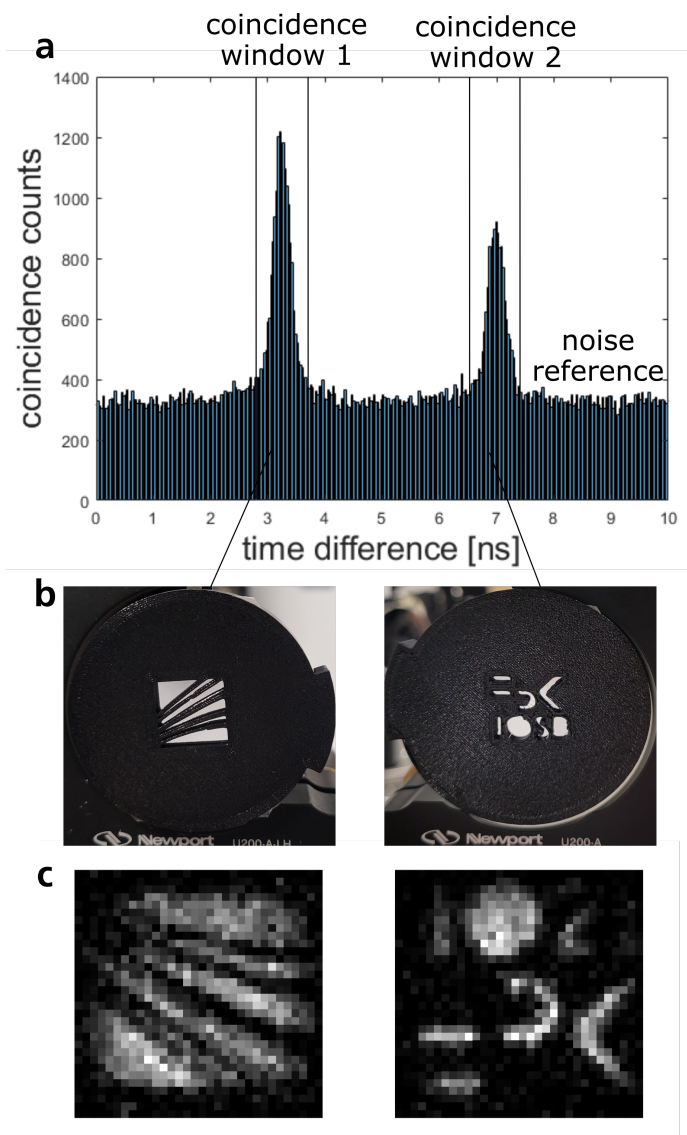 coincidence window 1
coincidence window 2
a
1400
1200
1000
800
600
400
200
0
coincidence counts
noise
reference
0 1 2 3 4 5 6 7 8 9 10
time difference [ns]
b
IOSB
Newport U200-A-LH
Newport U200-A
c